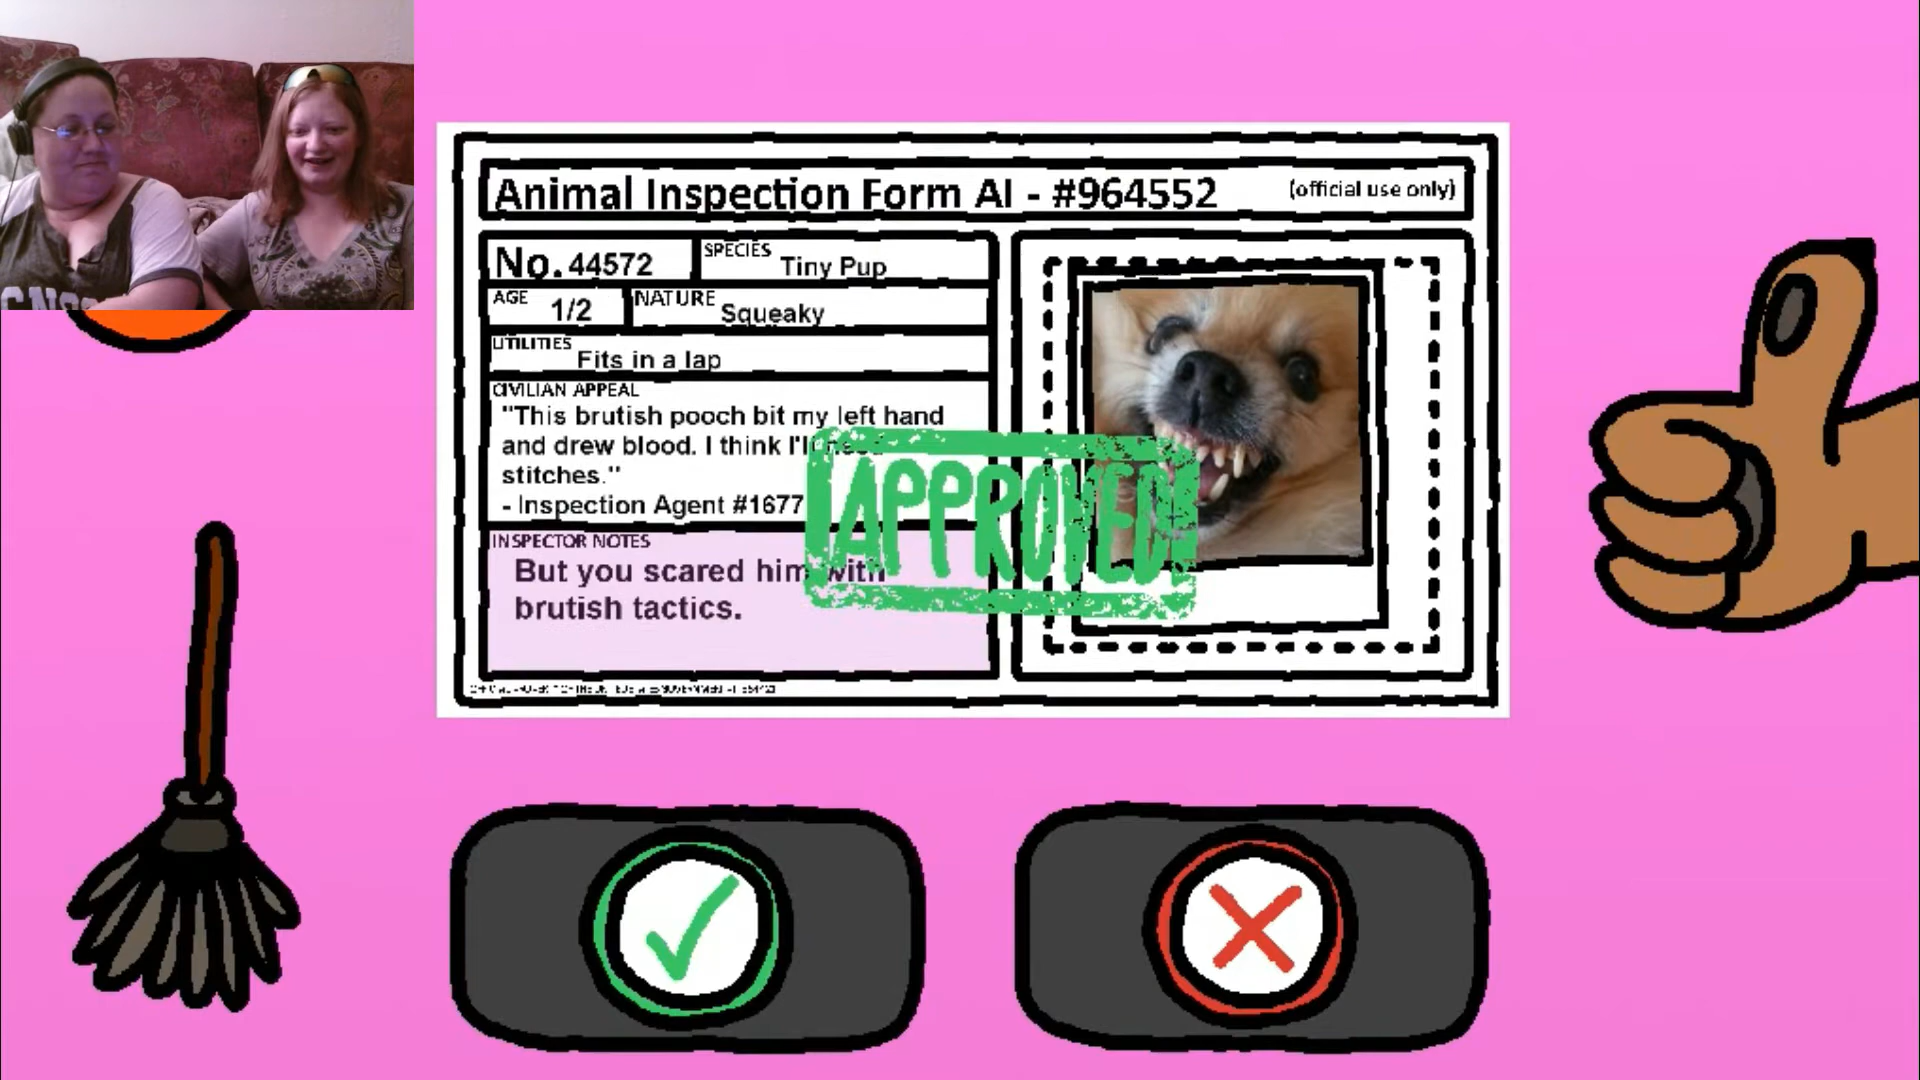 Animal Inspection Form AI - #964552
(official use only)
No. 44572
SPECIES Tiny Pup
AGE 1/2
NATURE Squeaky
UTILITIES Fits in a lap
CIVILIAN APPEAL
"This brutish pooch bit my left hand
and drew blood. I think I'll need
stitches."
- Inspection Agent #1677
APPROVED
INSPECTOR NOTES
But you scared him with
brutish tactics.